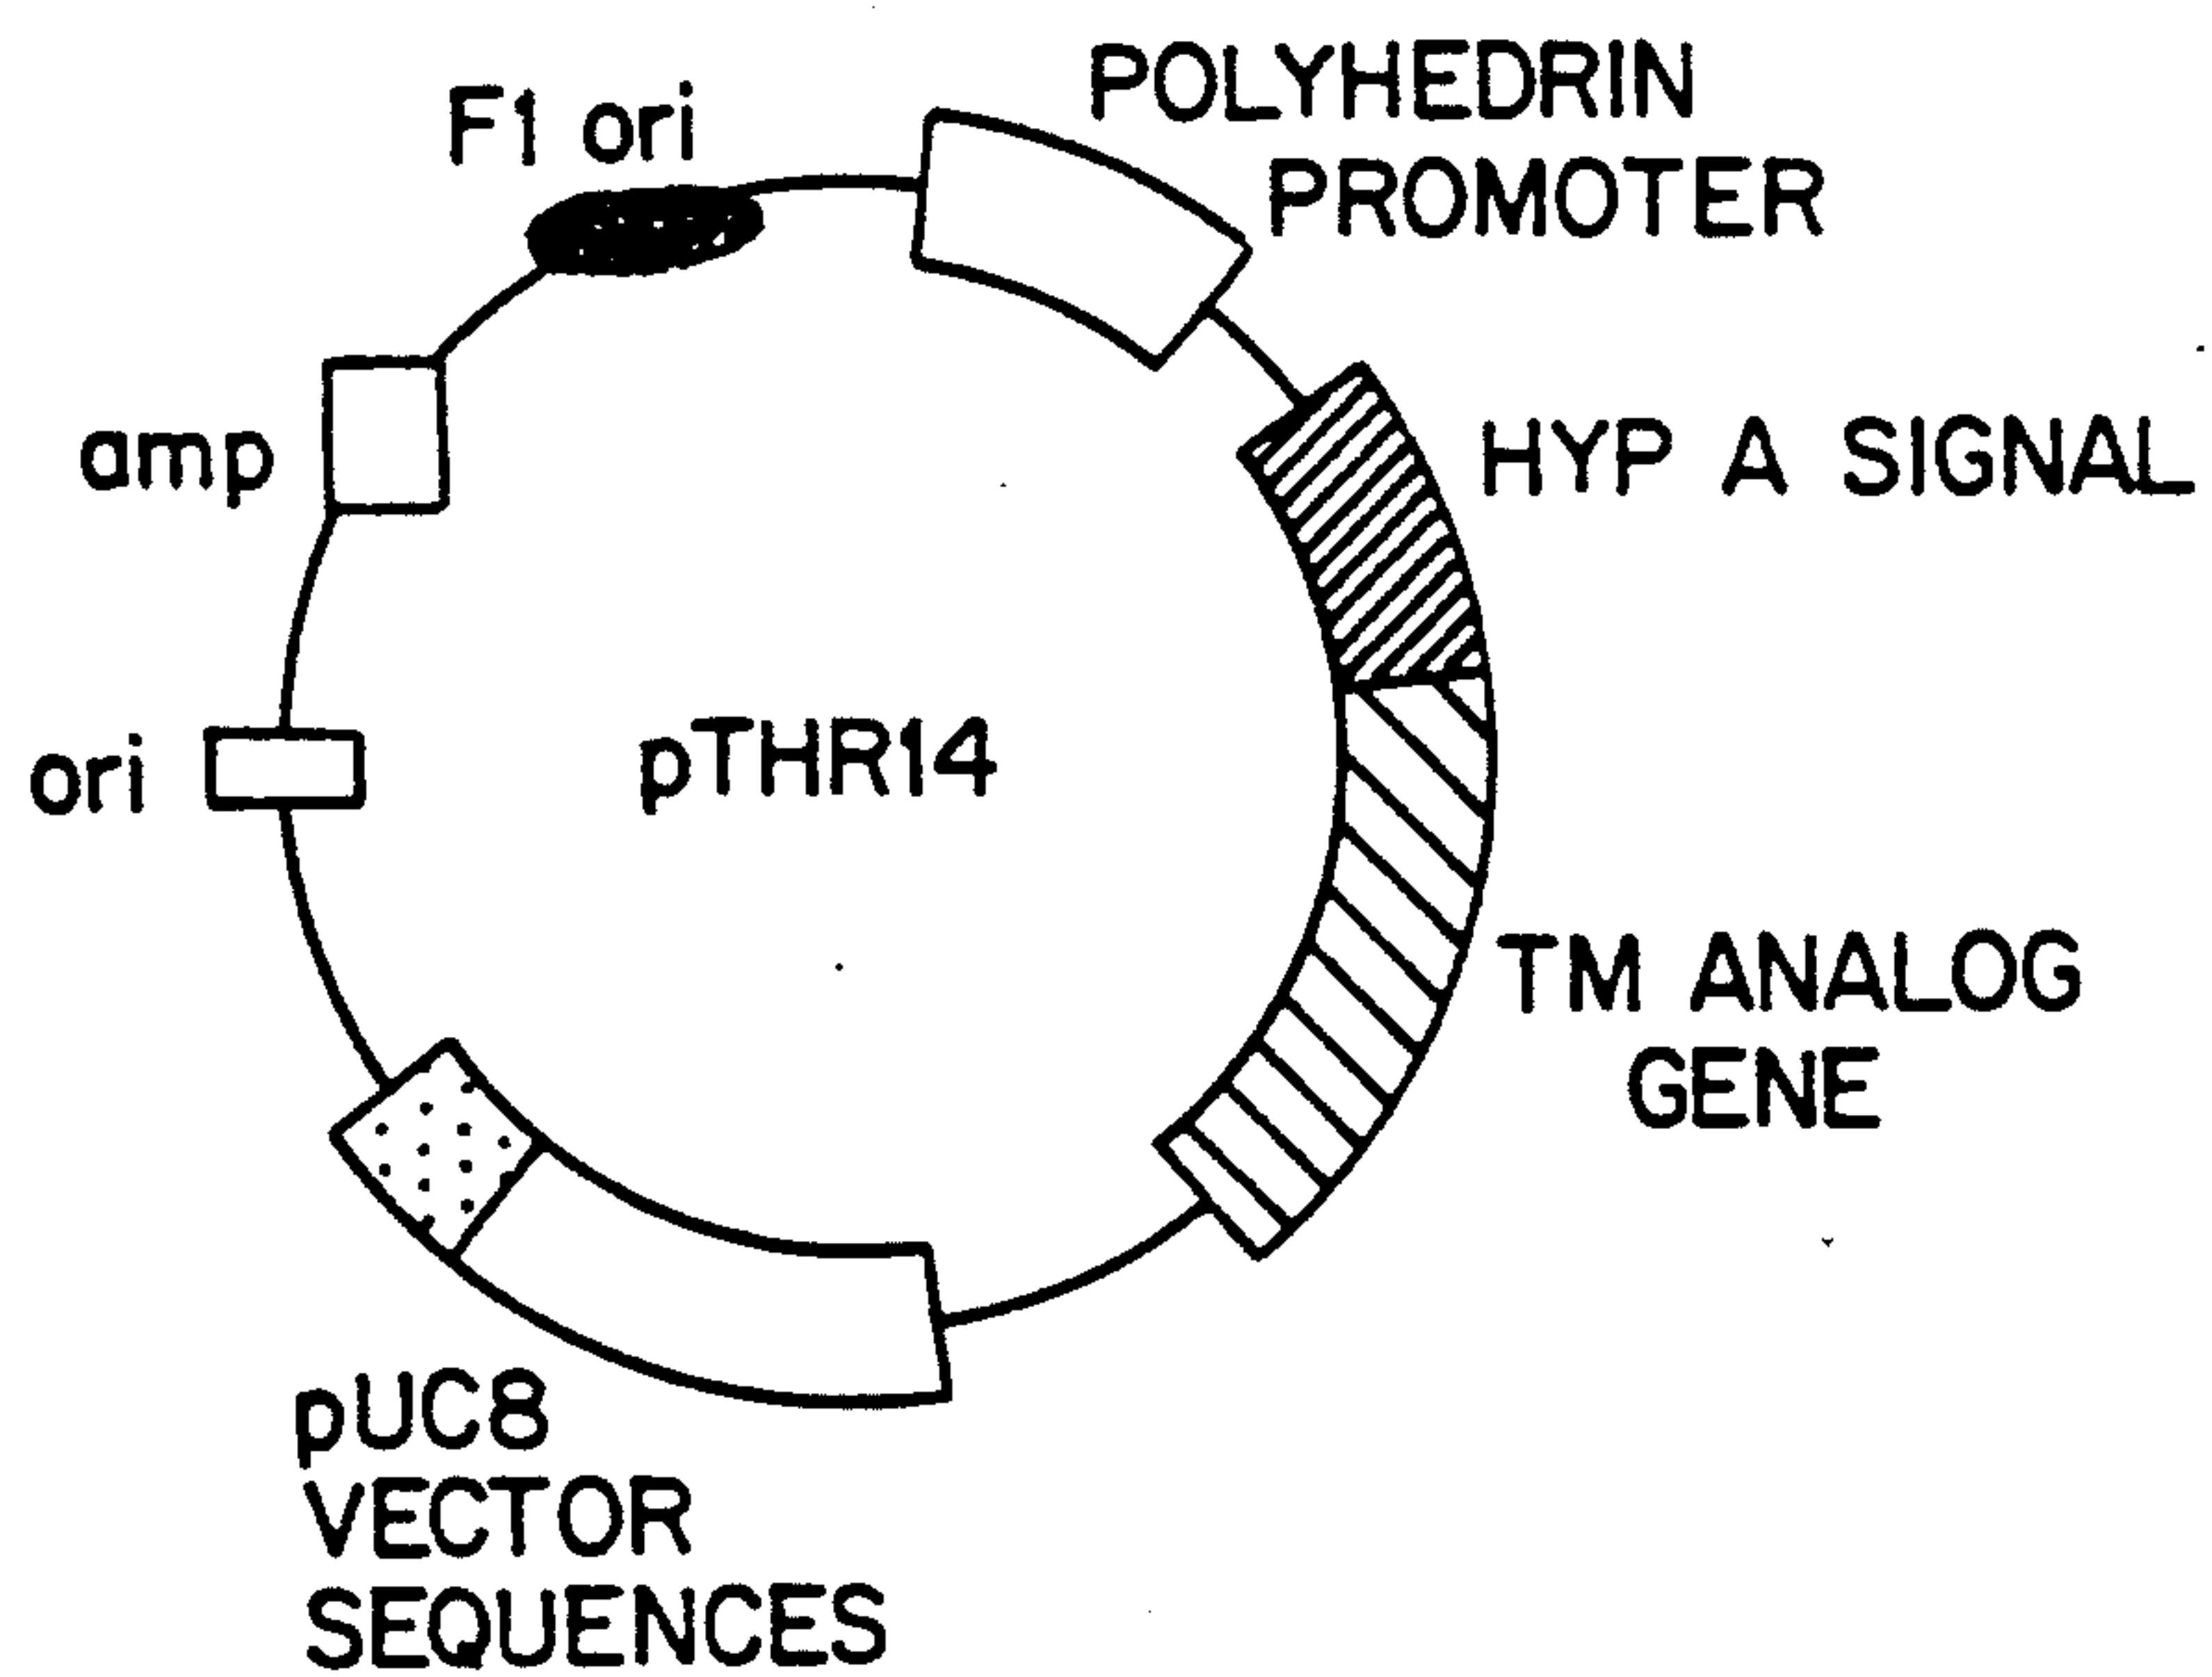 F1 ori
POLYHEDRIN
PROMOTER
amp
HYP A SIGNAL
ori
pTHR14
TM ANALOG
GENE
pUC8
VECTOR
SEQUENCES